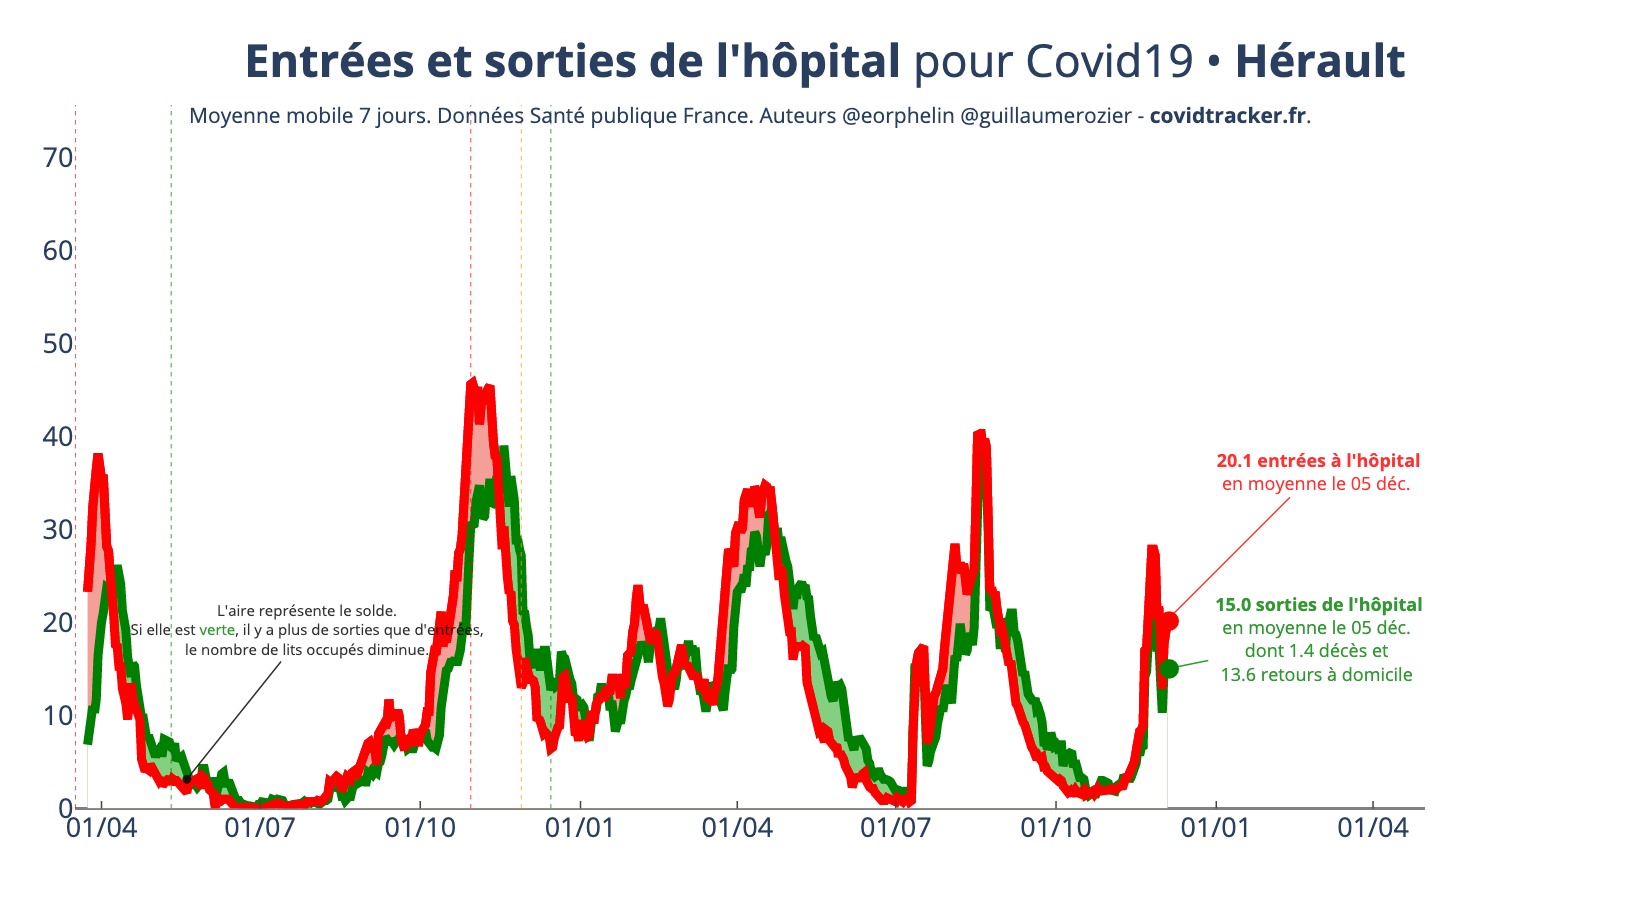 Entrées et sorties de l'hôpital pour Covid19 • Hérault
Moyenne mobile 7 jours. Données Santé publique France. Auteurs @eorphelin @guillaumerozier - covidtracker.fr.
70
60
50
40
30
20
10
0
20.1 entrées à l'hôpital
en moyenne le 05 déc.
15.0 sorties de l'hôpital
en moyenne le 05 déc.
dont 1.4 décès et
13.6 retours à domicile
L'aire représente le solde.
Si elle est verte, il y a plus de sorties que d'entrées,
le nombre de lits occupés diminue.
01/04 01/07 01/10 01/01 01/04 01/07 01/10 01/01 01/04